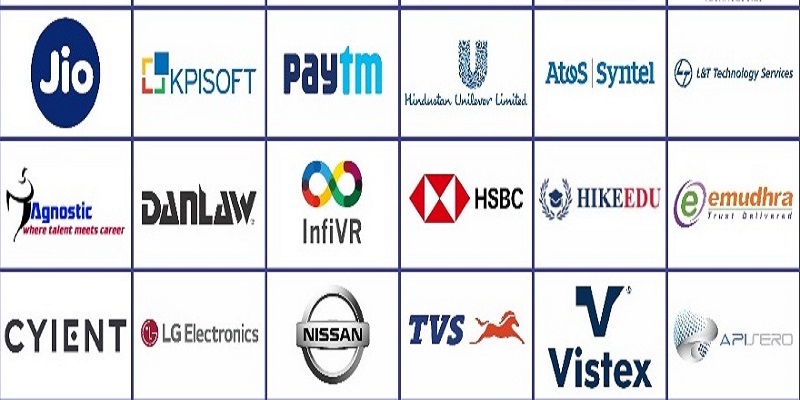 Jio
KPISOFT
paytm
Hindustan Unilever Limited
Atos | Syntel
L&T Technology Services
Agnostic
where talent meets career
DANLAW
InfiVR
HSBC
HIKEEDU
emudhra
Trust Delivered
CYIENT
LG Electronics
NISSAN
TVS
Vistex
APISERO